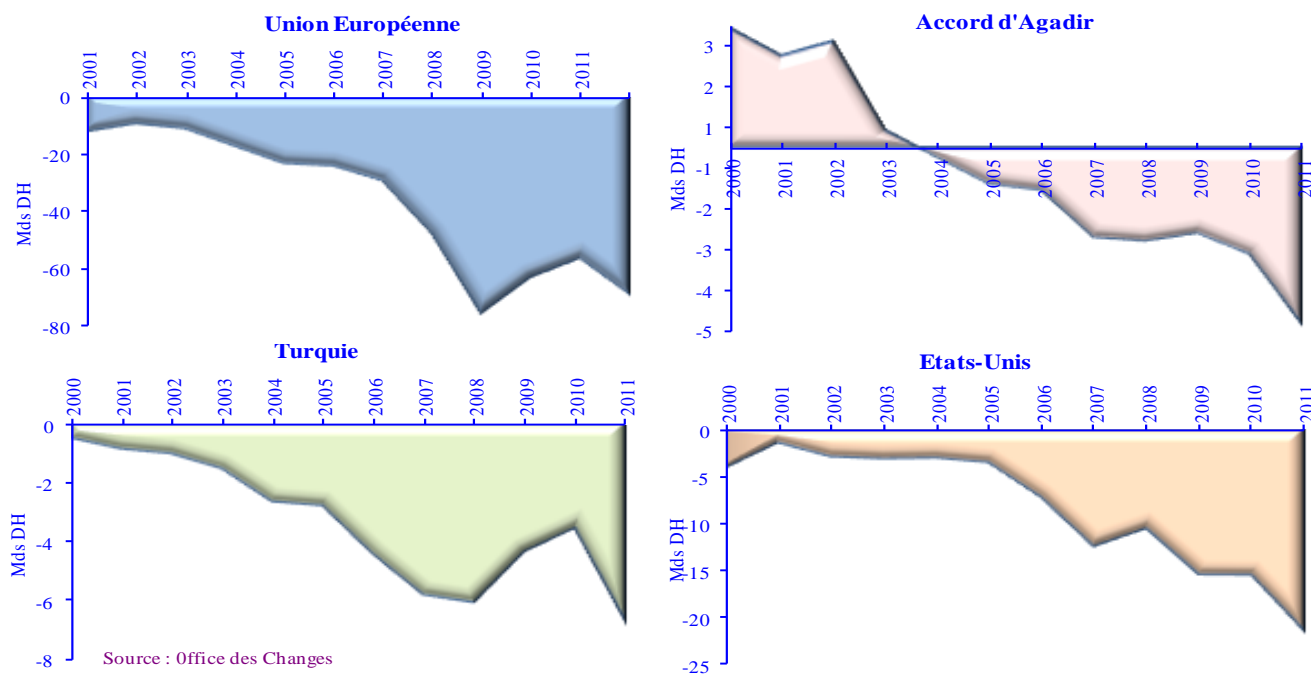 Union Européenne
2001 2002 2003 2004 2005 2006 2007 2008 2009 2010 2011
0
-20
-40
-60
-80
Mds DH
Accord d'Agadir
3
2
1
-1
-2
-3
-4
-5
Mds DH
2000 2001 2002 2003 2004 2005 2006 2007 2008 2009 2010 2011
Turquie
2000 2001 2002 2003 2004 2005 2006 2007 2008 2009 2010 2011
0
-2
-4
-6
-8
Mds DH
Source : 0ffice des Changes
Etats-Unis
2000 2001 2002 2003 2004 2005 2006 2007 2008 2009 2010 2011
0
-5
-10
-15
-20
-25
Mds DH